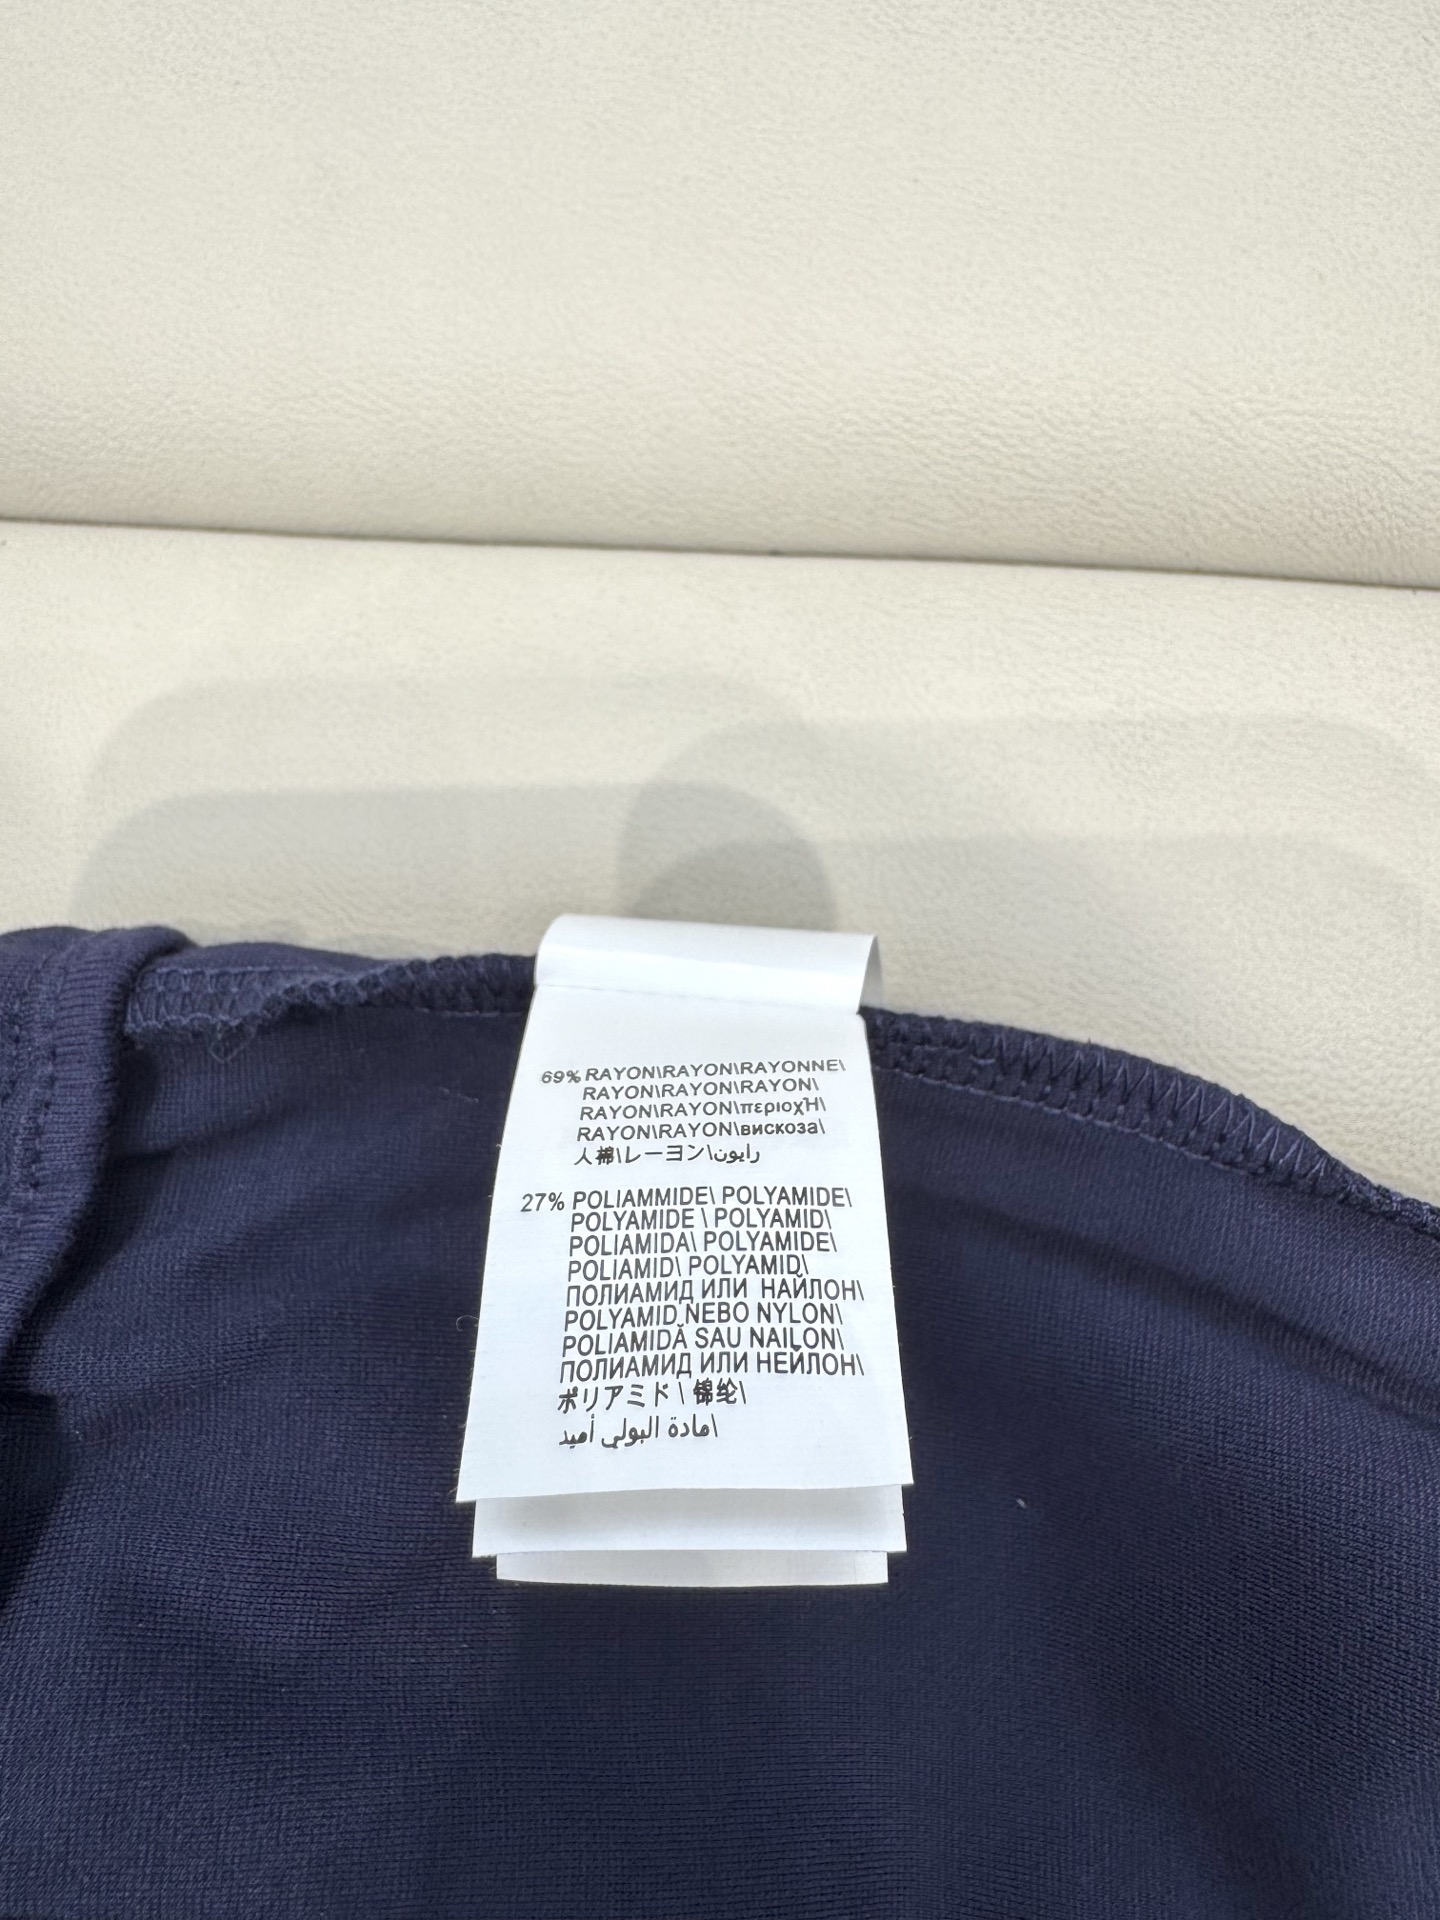 69% RAYON\RAYON\RAYONNE\
RAYON\RAYON\RAYON\
RAYON\RAYON\περιοχΉ\
RAYON\RAYON\вискоза\
人棉\レーヨン\رايون
27% POLIAMMIDE\ POLYAMIDE\
POLYAMIDE \ POLYAMID\
POLIAMIDA\ POLYAMIDE\
POLIAMID\ POLYAMID\
ПОЛИАМИД ИЛИ НАЙЛОН\
POLYAMID NEBO NYLON\
POLIAMIDĂ SAU NAILON\
ПОЛИАМИД ИЛИ НЕЙЛОН\
ポリアミド \ 锦纶\
\مادة البولي أميد